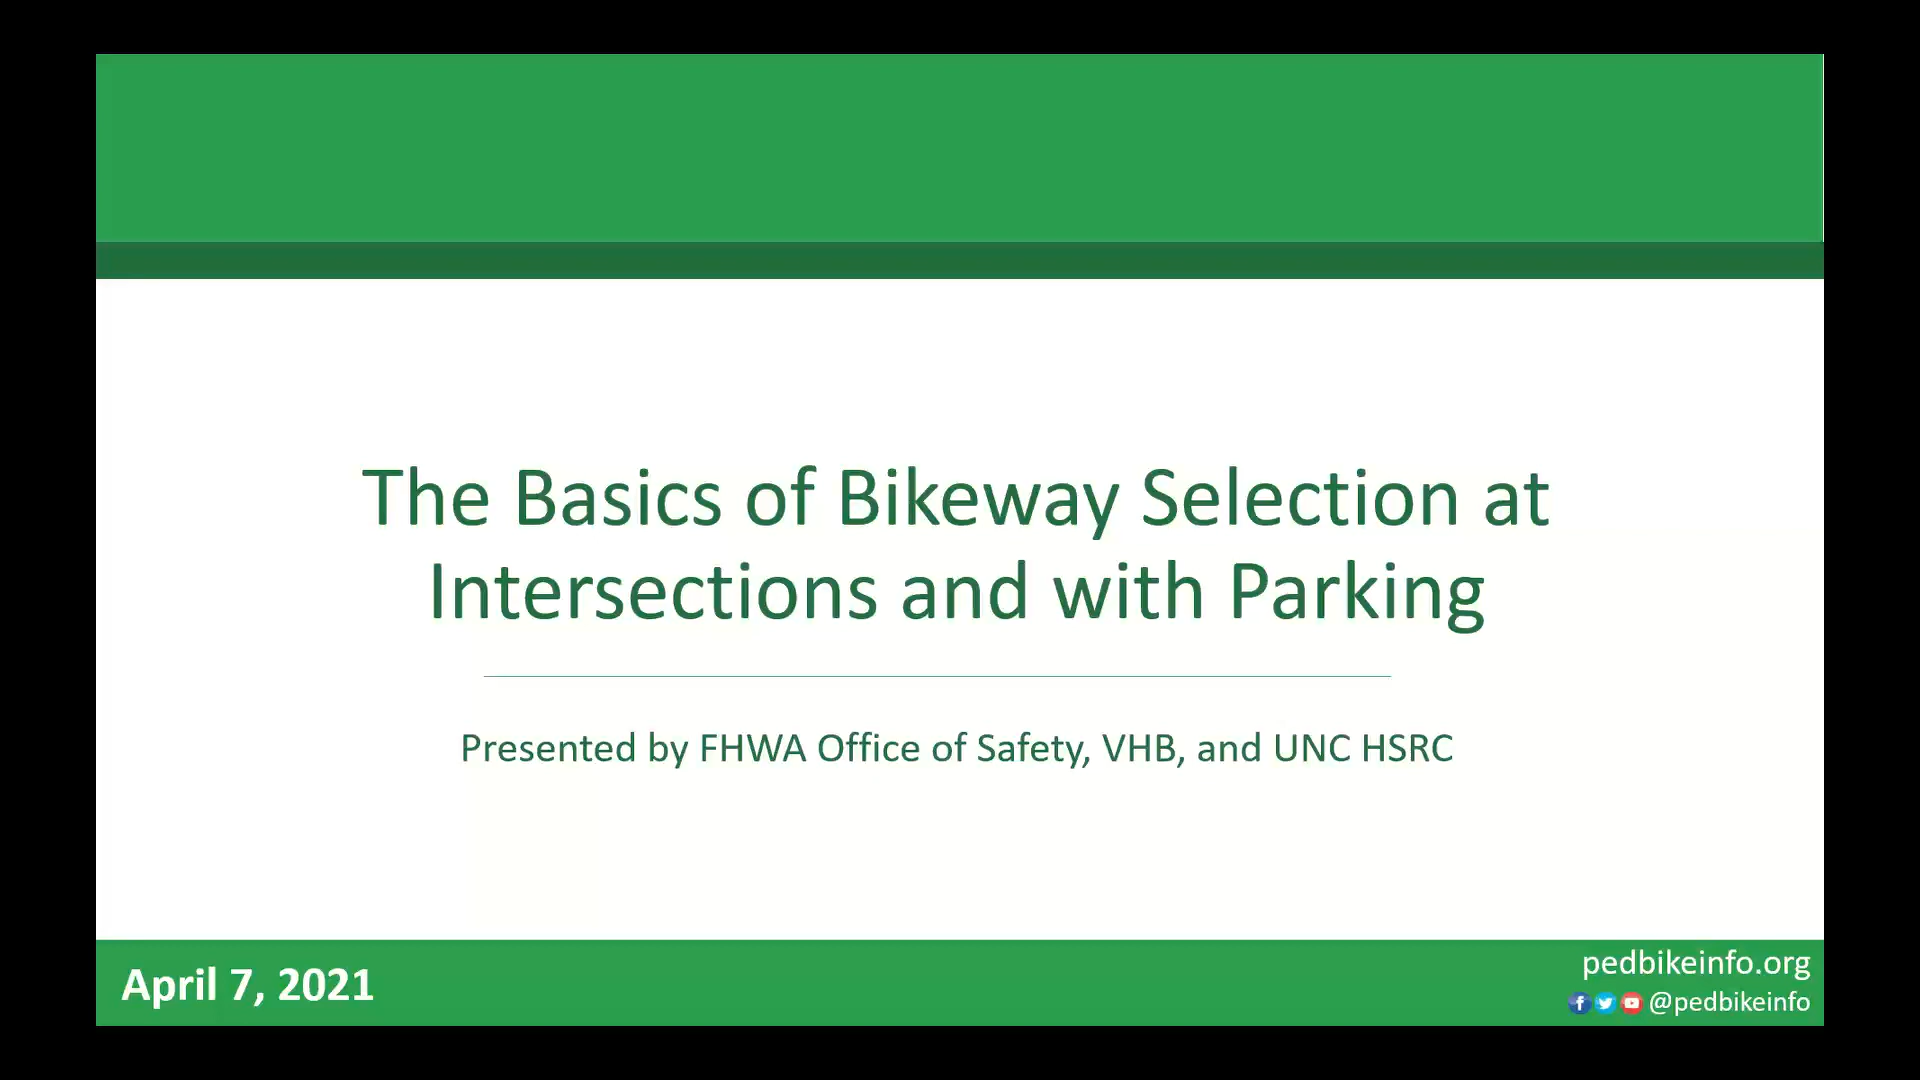 The Basics of Bikeway Selection at
Intersections and with Parking
Presented by FHWA Office of Safety, VHB, and UNC HSRC
April 7, 2021
pedbikeinfo.org
@pedbikeinfo